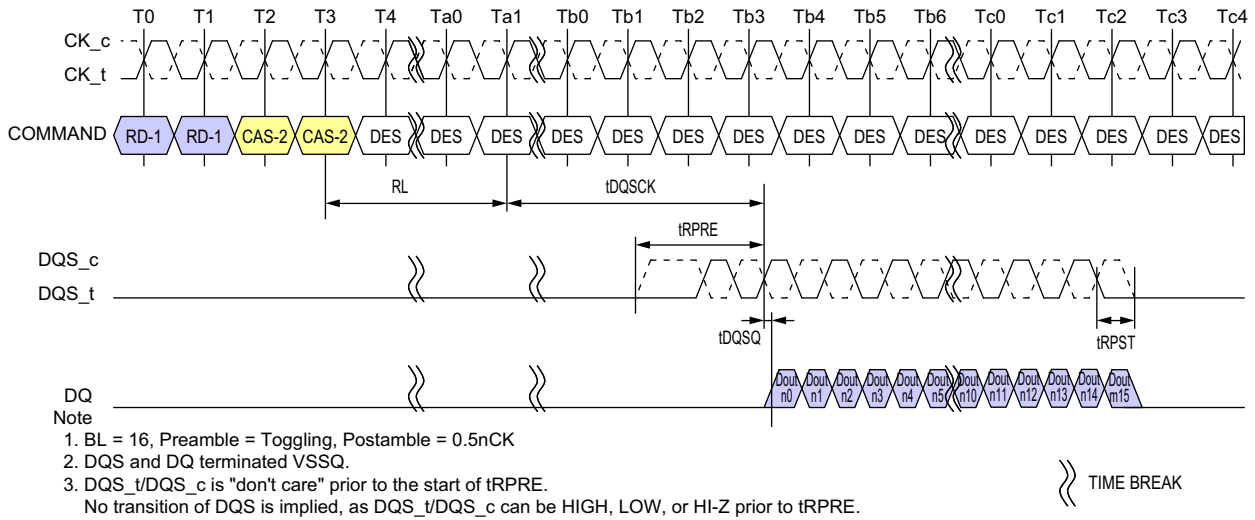 T0 T1 T2 T3 T4 Ta0 Ta1 Tb0 Tb1 Tb2 Tb3 Tb4 Tb5 Tb6 Tc0 Tc1 Tc2 Tc3 Tc4
CK_c
CK_t
COMMAND RD-1 RD-1 CAS-2 CAS-2 DES DES DES DES DES DES DES DES DES DES DES DES DES DES DES
RL tDQSCK
tRPRE
DQS_c
DQS_t
tDQSQ tRPST
DQ Dout n0 Dout n1 Dout n2 Dout n3 Dout n4 Dout n5 Dout n10 Dout n11 Dout n12 Dout n13 Dout n14 Dout m15
Note
1. BL = 16, Preamble = Toggling, Postamble = 0.5nCK
2. DQS and DQ terminated VSSQ.
3. DQS_t/DQS_c is "don't care" prior to the start of tRPRE.
No transition of DQS is implied, as DQS_t/DQS_c can be HIGH, LOW, or HI-Z prior to tRPRE.
TIME BREAK